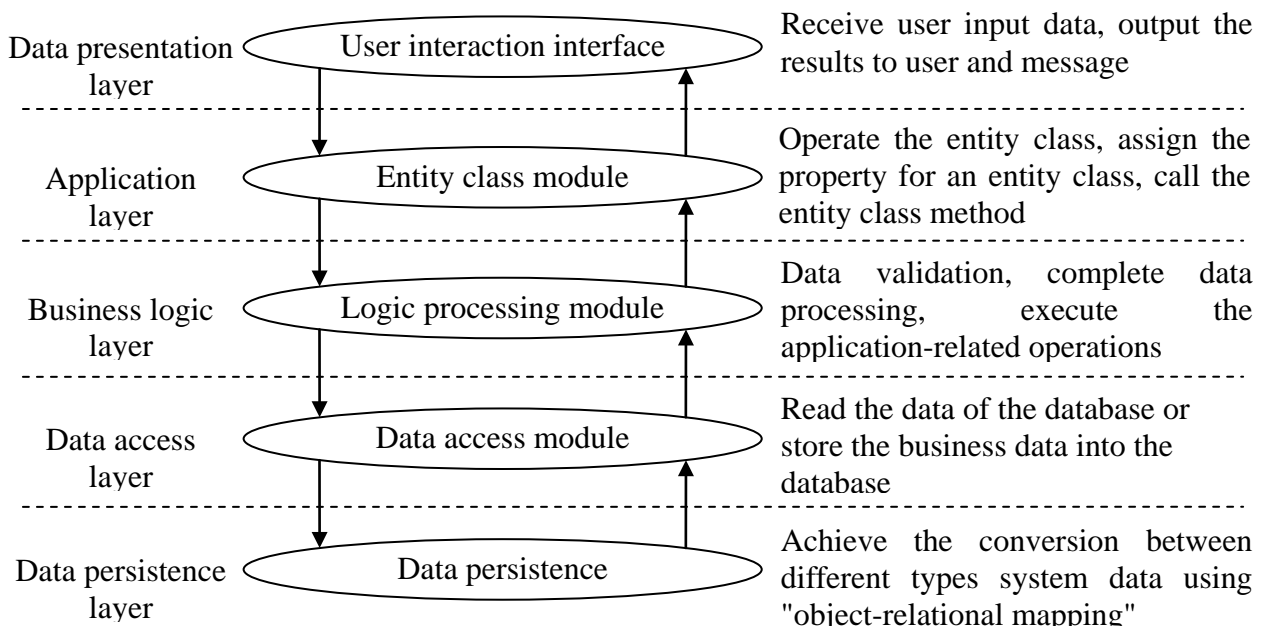 Data presentation
layer
User interaction interface
Receive user input data, output the
results to user and message
Application
layer
Entity class module
Operate the entity class, assign the
property for an entity class, call the
entity class method
Business logic
layer
Logic processing module
Data validation, complete data
processing, execute the
application-related operations
Data access
layer
Data access module
Read the data of the database or
store the business data into the
database
Data persistence
layer
Data persistence
Achieve the conversion between
different types system data using
"object-relational mapping"